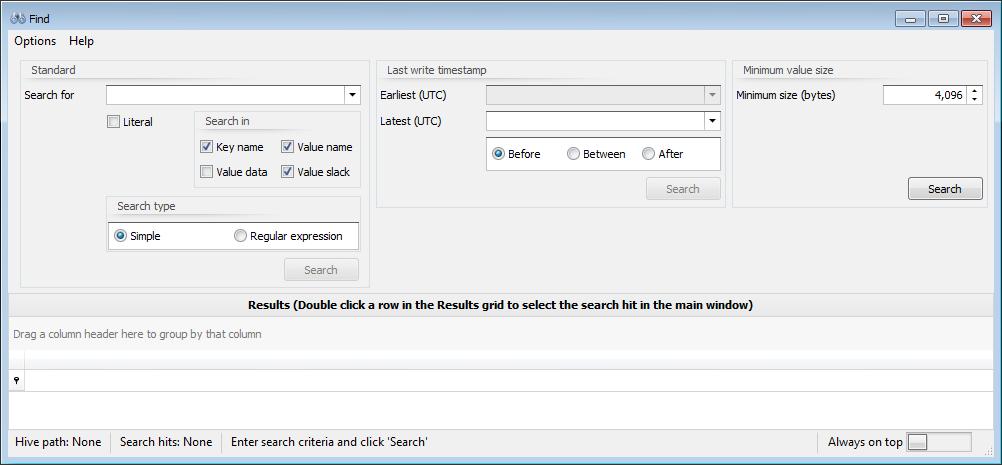 Find
Options Help
Standard
Search for
Literal
Search in
Key name Value name
Value data Value slack
Search type
Simple Regular expression
Search
Last write timestamp
Earliest (UTC)
Latest (UTC)
Before Between After
Search
Minimum value size
Minimum size (bytes) 4,096
Search
Results (Double click a row in the Results grid to select the search hit in the main window)
Drag a column header here to group by that column
Hive path: None Search hits: None Enter search criteria and click 'Search' Always on top